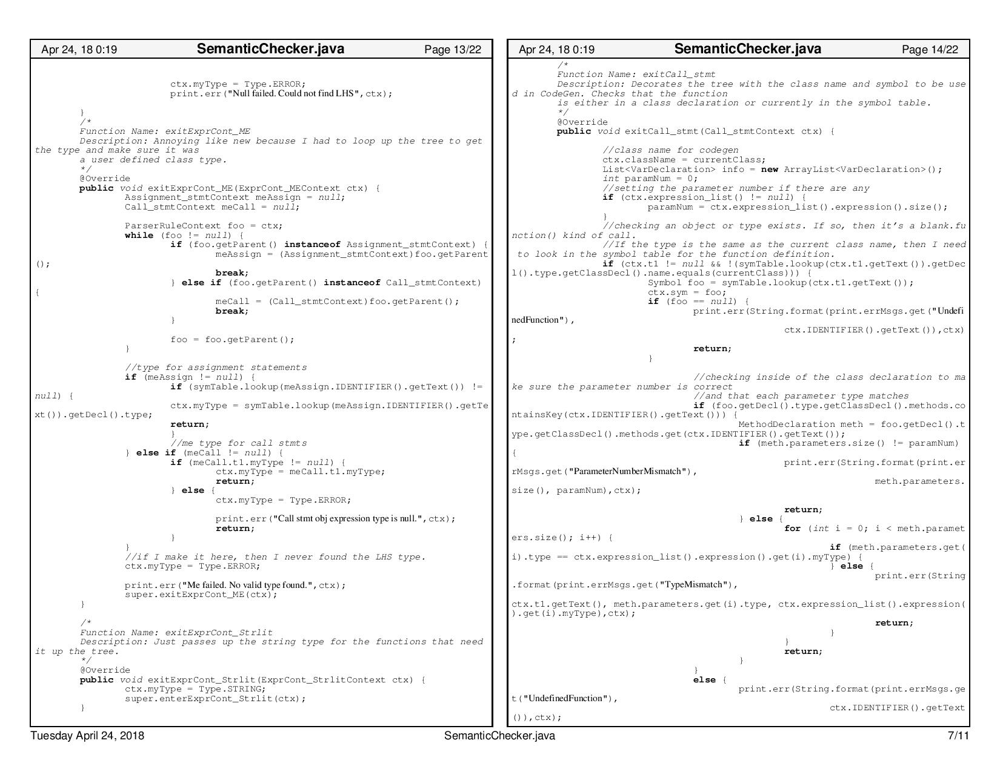 Apr 24, 18 0:19 SemanticChecker.java Page 13/22
ctx.myType = Type.ERROR;
print.err("Null failed. Could not find LHS",ctx);
}
/*
Function Name: exitExprCont_ME
Description: Annoying like new because I had to loop up the tree to get
the type and make sure it was
a user defined class type.
*/
@Override
public void exitExprCont_ME(ExprCont_MEContext ctx) {
Assignment_stmtContext meAssign = null;
Call_stmtContext meCall = null;
ParserRuleContext foo = ctx;
while (foo != null) {
if (foo.getParent() instanceof Assignment_stmtContext) {
meAssign = (Assignment_stmtContext)foo.getParent
();
break;
} else if (foo.getParent() instanceof Call_stmtContext)
{
meCall = (Call_stmtContext)foo.getParent();
break;
}
foo = foo.getParent();
}
//type for assignment statements
if (meAssign != null) {
if (symTable.lookup(meAssign.IDENTIFIER().getText()) !=
null) {
ctx.myType = symTable.lookup(meAssign.IDENTIFIER().getTe
xt()).getDecl().type;
return;
}
//me type for call stmts
} else if (meCall != null) {
if (meCall.t1.myType != null) {
ctx.myType = meCall.t1.myType;
return;
} else {
ctx.myType = Type.ERROR;
print.err("Call stmt obj expression type is null.",ctx);
return;
}
}
//if I make it here, then I never found the LHS type.
ctx.myType = Type.ERROR;
print.err("Me failed. No valid type found.",ctx);
super.exitExprCont_ME(ctx);
}
/*
Function Name: exitExprCont_Strlit
Description: Just passes up the string type for the functions that need
it up the tree.
*/
@Override
public void exitExprCont_Strlit(ExprCont_StrlitContext ctx) {
ctx.myType = Type.STRING;
super.enterExprCont_Strlit(ctx);
}
Apr 24, 18 0:19 SemanticChecker.java Page 14/22
/*
Function Name: exitCall_stmt
Description: Decorates the tree with the class name and symbol to be use
d in CodeGen. Checks that the function
is either in a class declaration or currently in the symbol table.
*/
@Override
public void exitCall_stmt(Call_stmtContext ctx) {
//class name for codegen
ctx.className = currentClass;
List<VarDeclaration> info = new ArrayList<VarDeclaration>();
int paramNum = 0;
//setting the parameter number if there are any
if (ctx.expression_list() != null) {
paramNum = ctx.expression_list().expression().size();
}
//checking an object or type exists. If so, then it's a blank.fu
nction() kind of call.
//If the type is the same as the current class name, then I need
to look in the symbol table for the function definition.
if (ctx.t1 != null && !(symTable.lookup(ctx.t1.getText()).getDec
l().type.getClassDecl().name.equals(currentClass))) {
Symbol foo = symTable.lookup(ctx.t1.getText());
ctx.sym = foo;
if (foo == null) {
print.err(String.format(print.errMsgs.get("Undefi
nedFunction"),
ctx.IDENTIFIER().getText()),ctx)
;
return;
}
//checking inside of the class declaration to ma
ke sure the parameter number is correct
//and that each parameter type matches
if (foo.getDecl().type.getClassDecl().methods.co
ntainsKey(ctx.IDENTIFIER().getText())) {
MethodDeclaration meth = foo.getDecl().t
ype.getClassDecl().methods.get(ctx.IDENTIFIER().getText());
if (meth.parameters.size() != paramNum)
{
print.err(String.format(print.er
rMsgs.get("ParameterNumberMismatch"),
meth.parameters.
size(), paramNum),ctx);
return;
} else {
for (int i = 0; i < meth.paramet
ers.size(); i++) {
if (meth.parameters.get(
i).type == ctx.expression_list().expression().get(i).myType) {
} else {
print.err(String
.format(print.errMsgs.get("TypeMismatch"),
ctx.t1.getText(), meth.parameters.get(i).type, ctx.expression_list().expression(
).get(i).myType),ctx);
return;
}
}
return;
}
}
else {
print.err(String.format(print.errMsgs.ge
t("UndefinedFunction"),
ctx.IDENTIFIER().getText
()),ctx);
Tuesday April 24, 2018 SemanticChecker.java 7/11